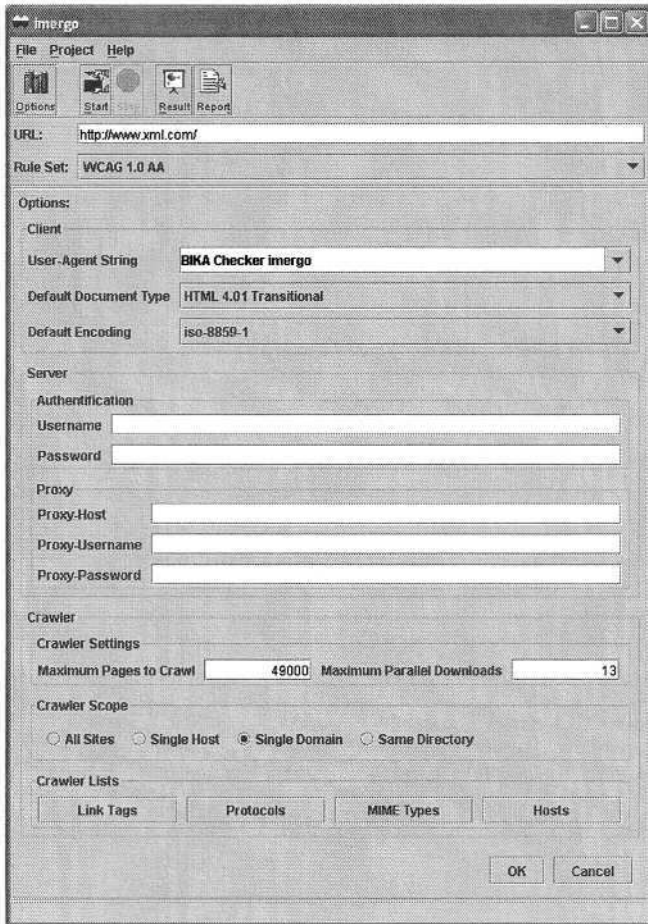 imergo
File Project Help
Options Start Stop Result Report
URL: http://www.xml.com/
Rule Set: WCAG 1.0 AA
Options:
Client
User-Agent String BIKA Checker imergo
Default Document Type HTML 4.01 Transitional
Default Encoding iso-8859-1
Server
Authentification
Username
Password
Proxy
Proxy-Host
Proxy-Username
Proxy-Password
Crawler
Crawler Settings
Maximum Pages to Crawl 49000 Maximum Parallel Downloads 13
Crawler Scope
All Sites Single Host Single Domain Same Directory
Crawler Lists
Link Tags Protocols MIME Types Hosts
OK Cancel